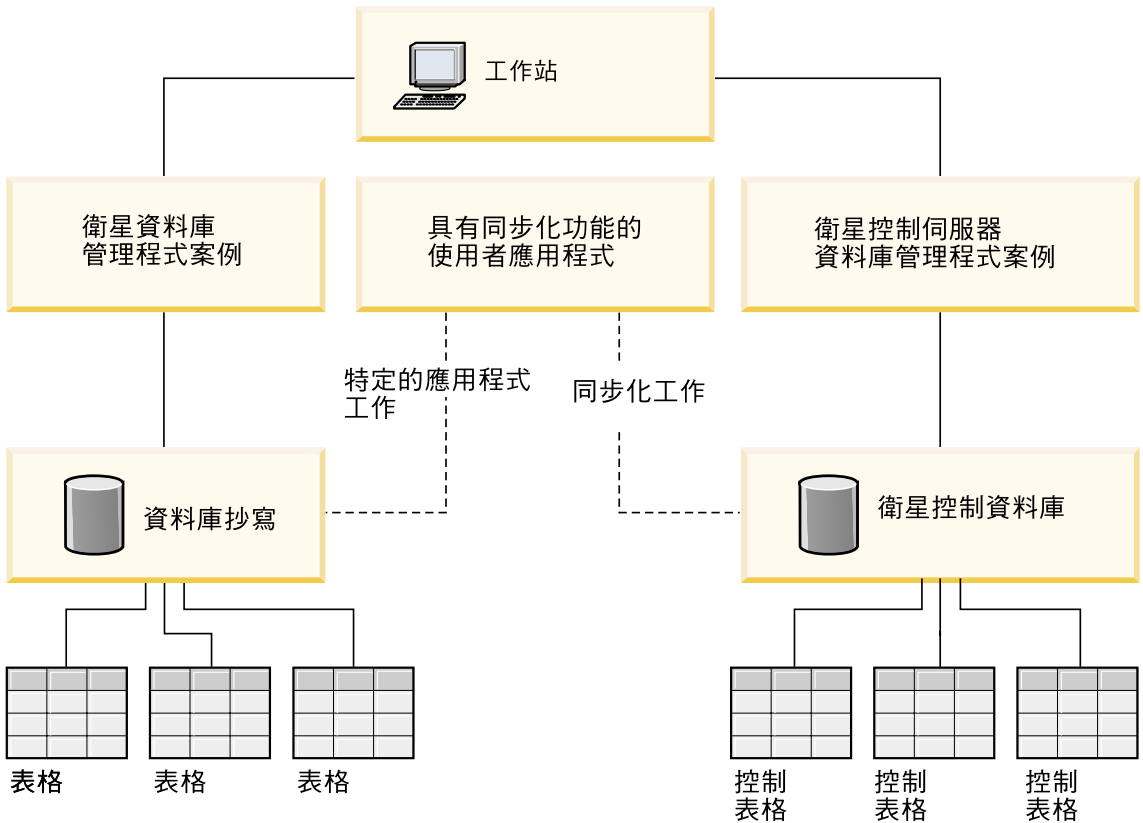 工作站
衛星資料庫
管理程式案例
具有同步化功能的
使用者應用程式
衛星控制伺服器
資料庫管理程式案例
特定的應用程式
工作
同步化工作
資料庫抄寫
衛星控制資料庫
表格
表格
表格
控制
表格
控制
表格
控制
表格